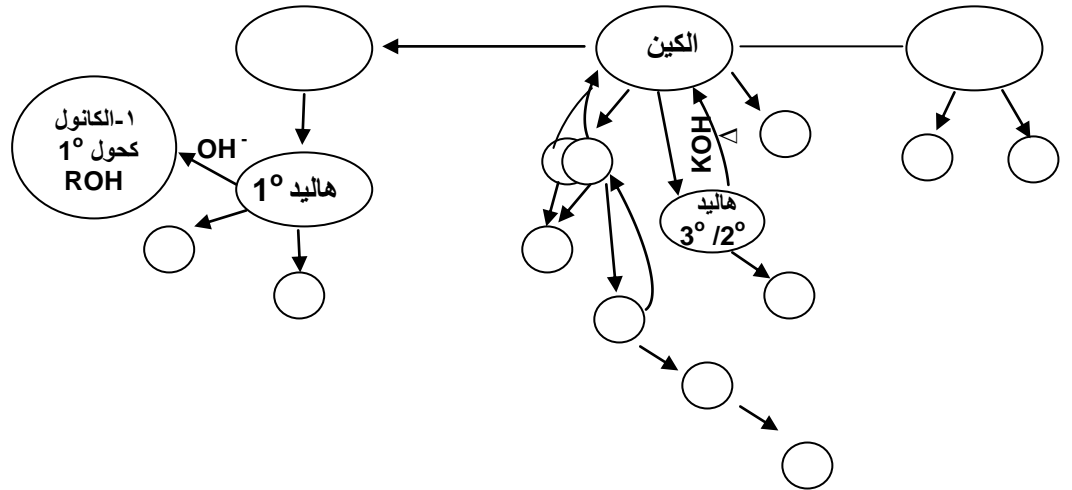 الكين
١-الكانول
كحول 1°
ROH
OH-
هاليد 1°
KOH
هاليد
3° /2°